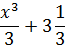 x³/3 + 3 1/3